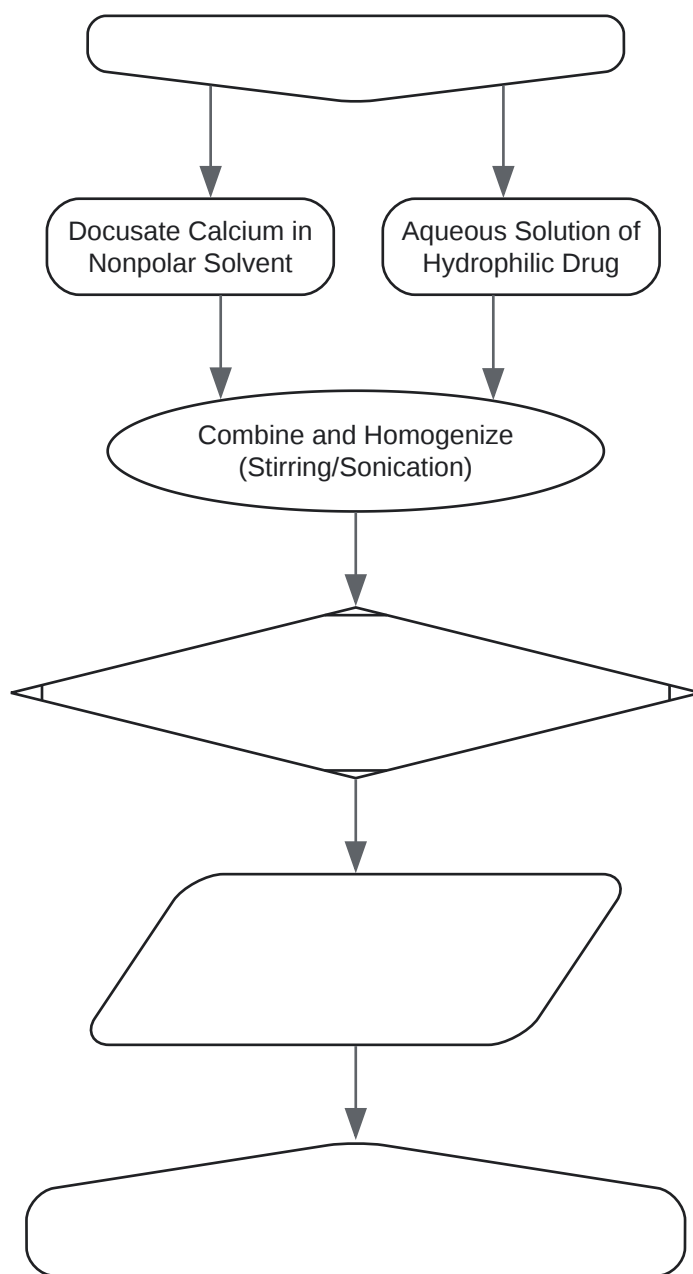 Docusate Calcium in
Nonpolar Solvent
Aqueous Solution of
Hydrophilic Drug
Combine and Homogenize
(Stirring/Sonication)